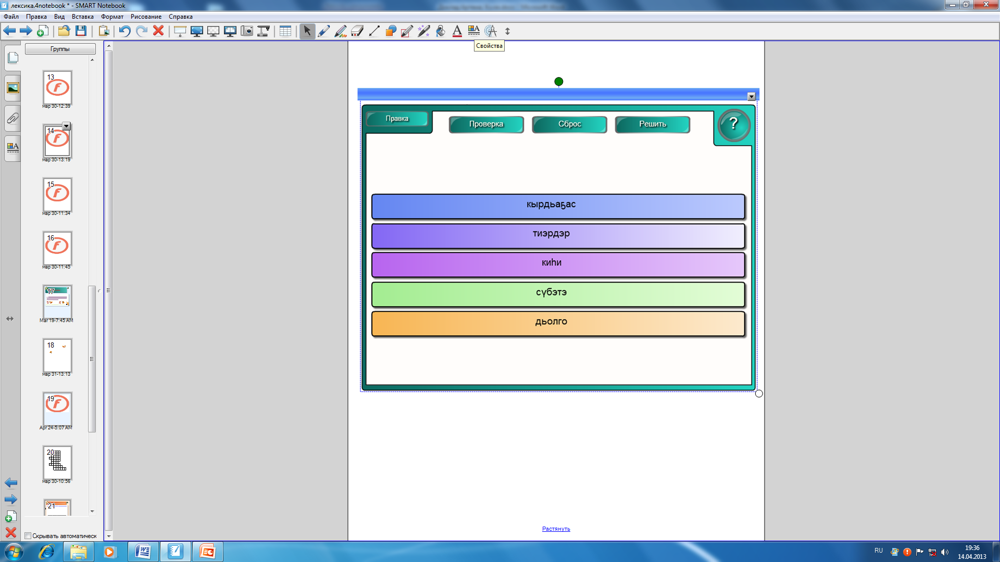 лексика.4notebook * - SMART Notebook
Файл Правка Вид Вставка Формат Рисование Справка
Свойства
Группы
13
мар 30-12:39
14
мар 30-13:19
15
мар 30-11:34
16
мар 30-11:45
17
Mar 19-7:45 AM
18
мар 31-13:13
19
Apr 24-5:07 AM
20
мар 30-10:56
21
Скрывать автоматическ
Правка
Проверка
Сброс
Решить
?
кырдьаҕас
тиэрдэр
киһи
сүбэтэ
дьолго
Растянуть
RU
19:36
14.04.2013